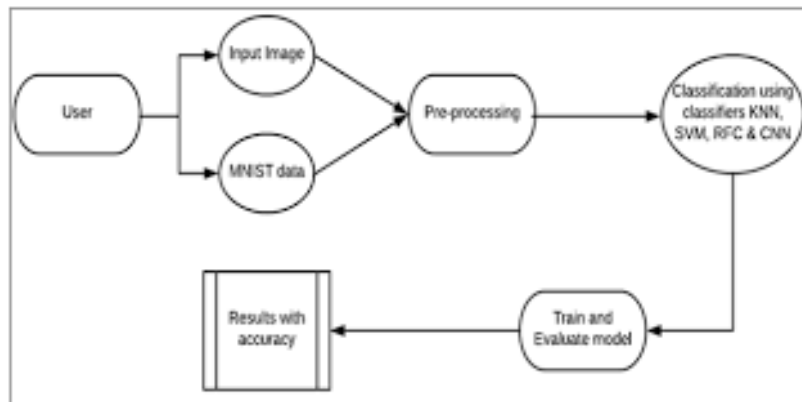 Input Image
User
MNIST data
Pre-processing
Classification using
classifiers KNN,
SVM, RFC & CNN
Train and
Evaluate model
Results with
accuracy